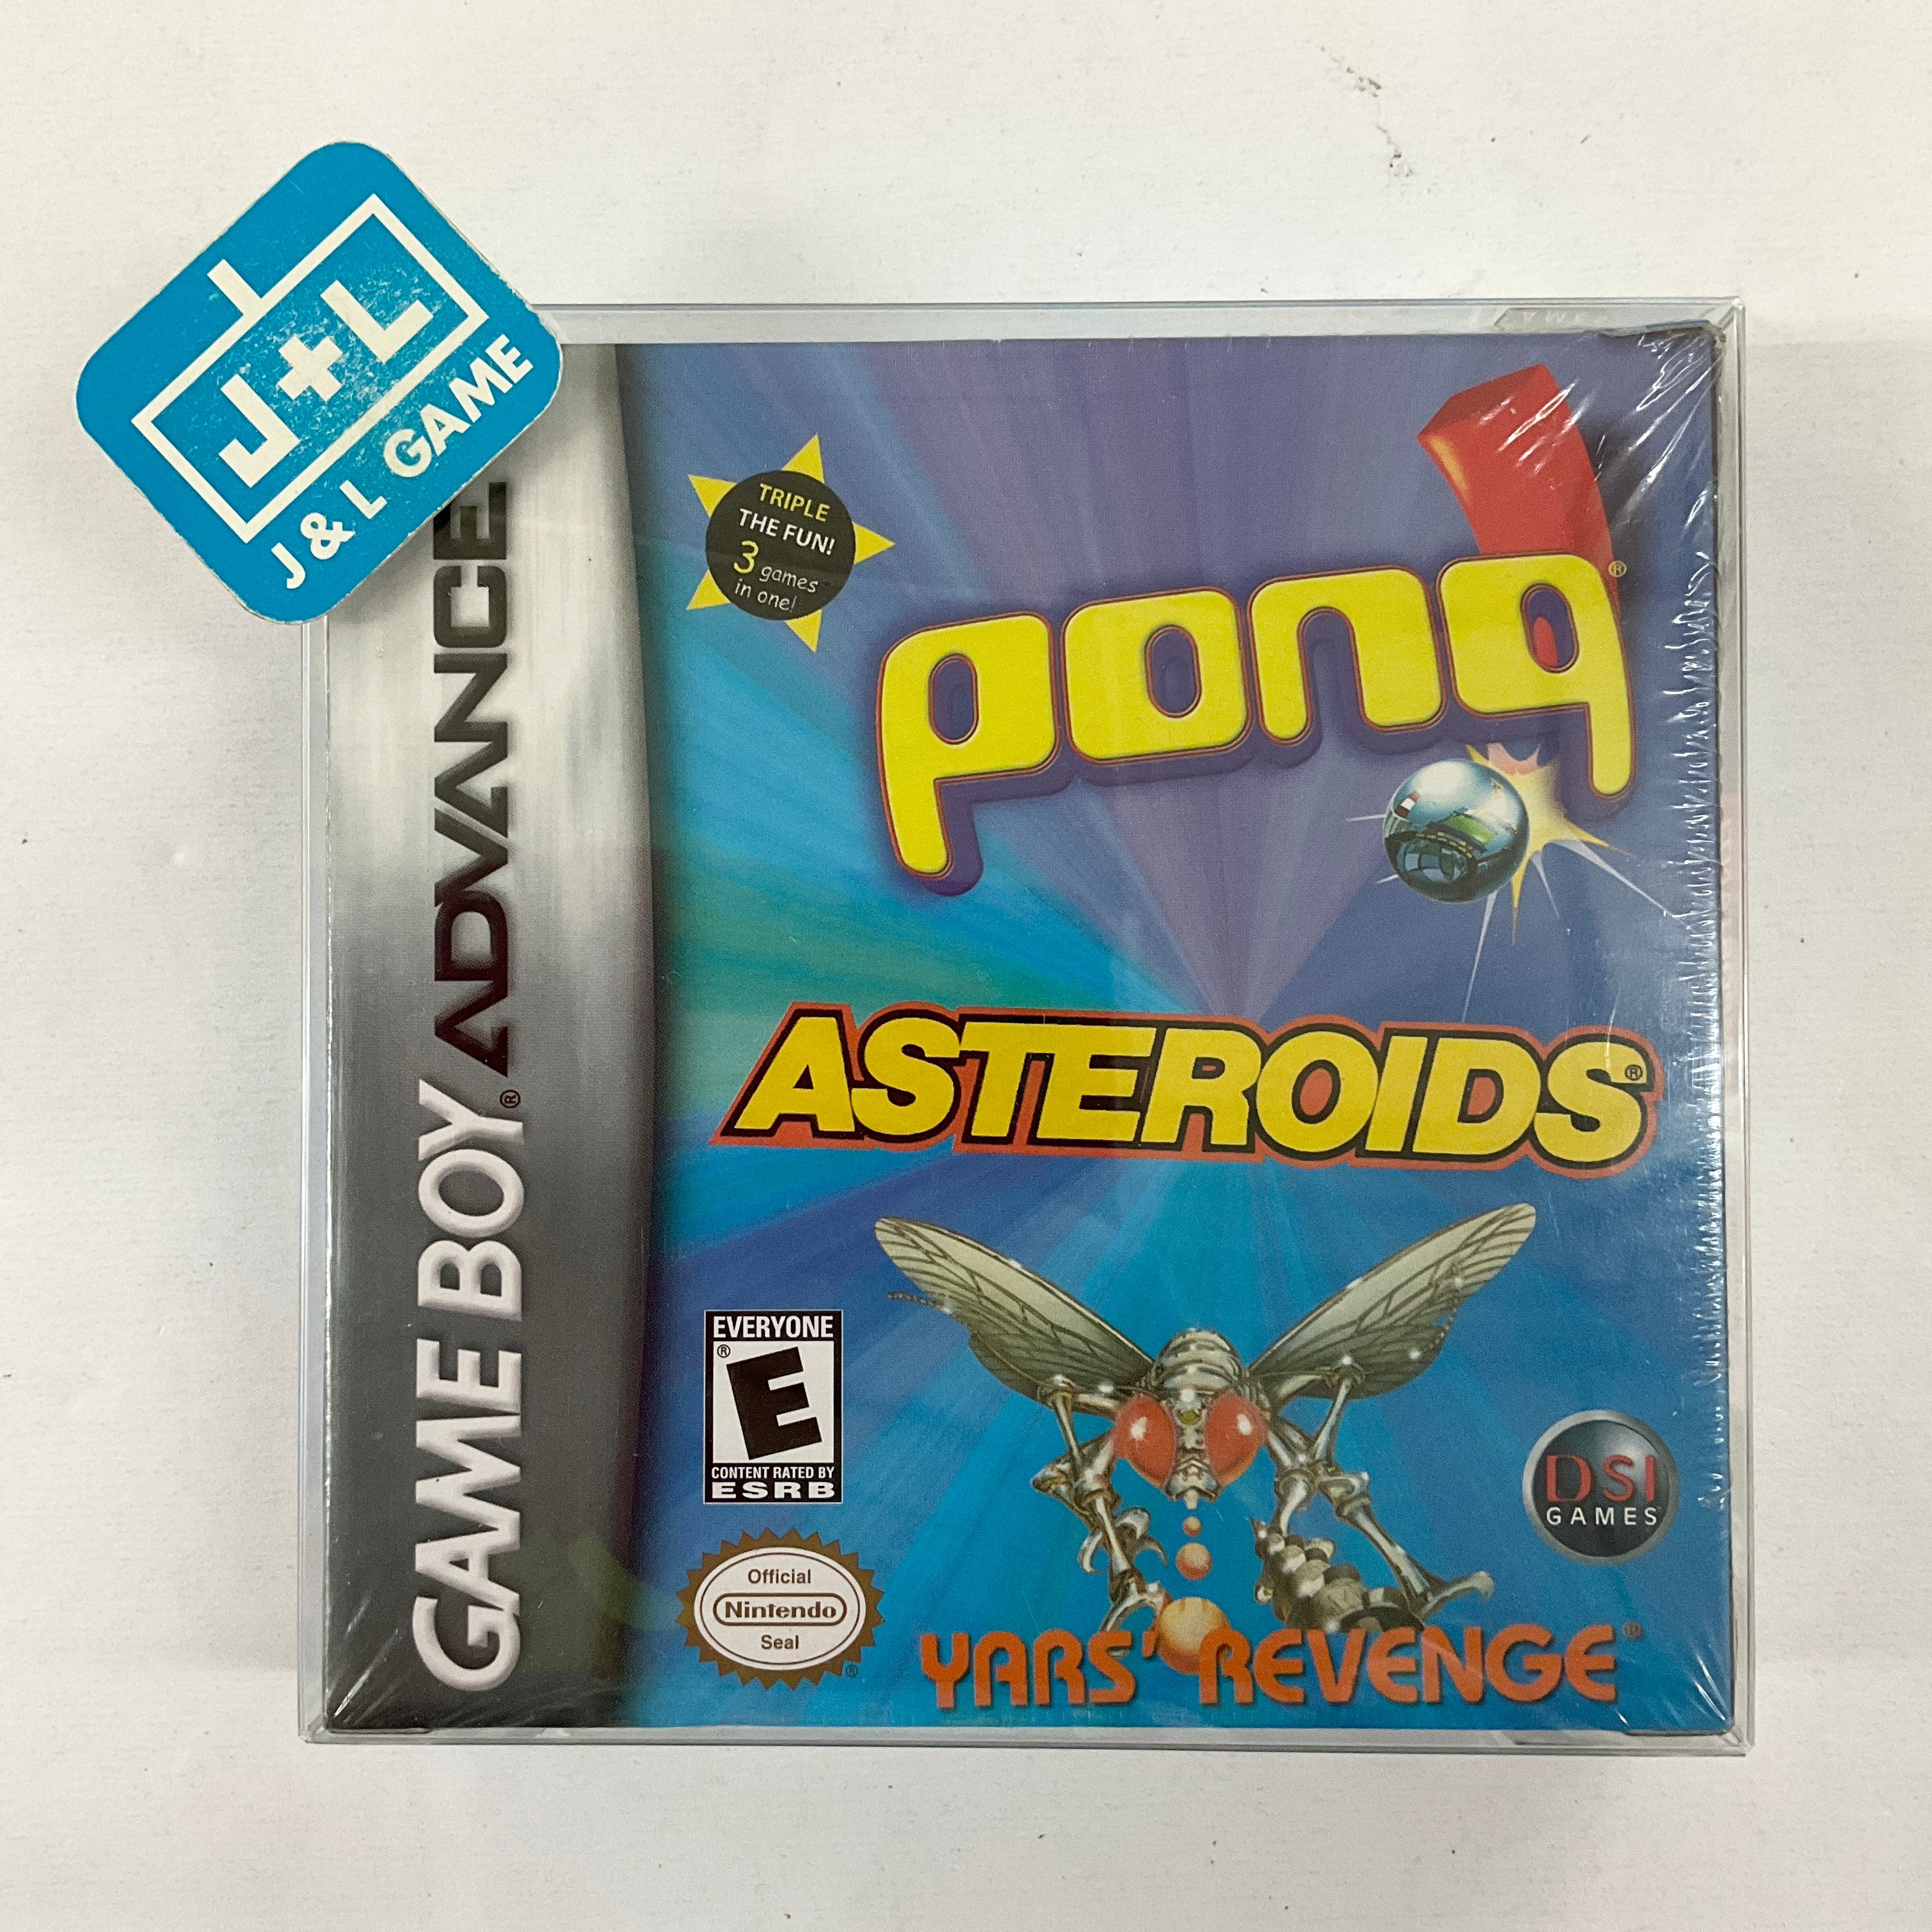 J+L
J & L GAME
GAME BOY® ADVANCE
TRIPLE
THE FUN!
3 games
in one!
pong®
ASTEROIDS®
EVERYONE
®
E
CONTENT RATED BY
ESRB
DSI
GAMES
Official
Nintendo®
Seal
®
YARS' REVENGE®